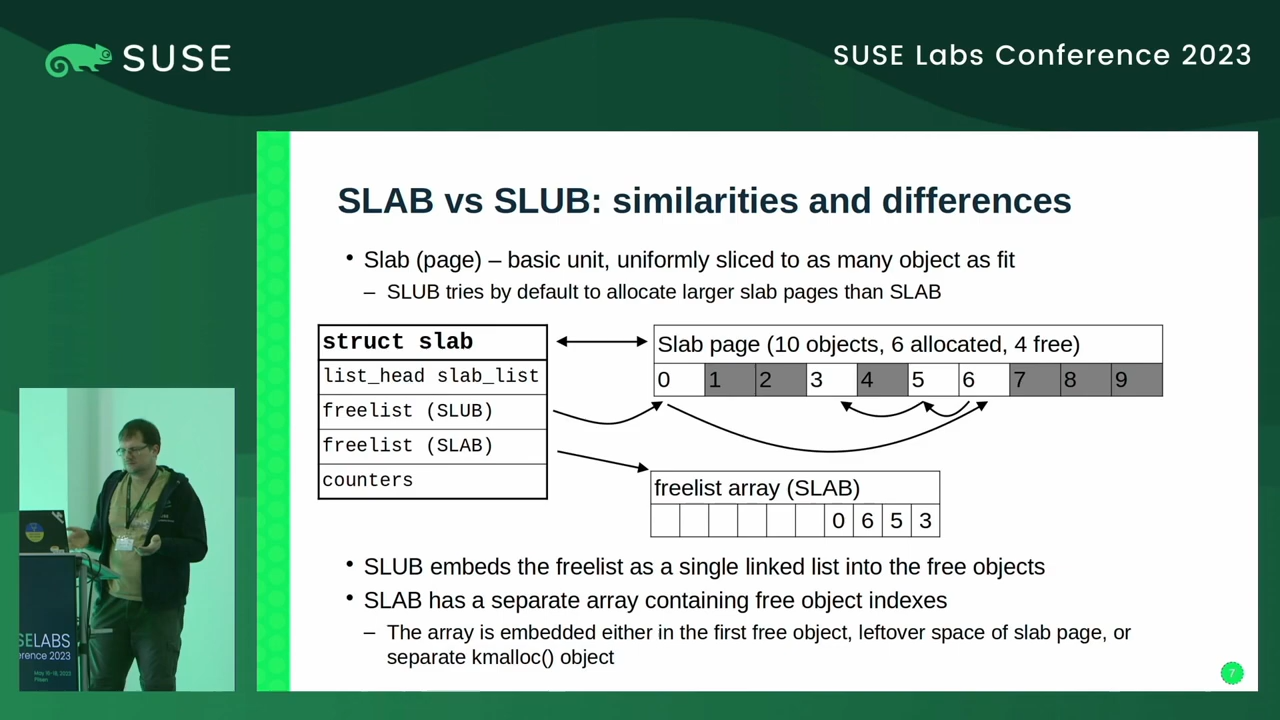 SUSE
SUSE Labs Conference 2023
SLAB vs SLUB: similarities and differences
• Slab (page) – basic unit, uniformly sliced to as many object as fit
– SLUB tries by default to allocate larger slab pages than SLAB
struct slab
list_head slab_list
freelist (SLUB)
freelist (SLAB)
counters
Slab page (10 objects, 6 allocated, 4 free)
0 1 2 3 4 5 6 7 8 9
freelist array (SLAB)
0 6 5 3
• SLUB embeds the freelist as a single linked list into the free objects
• SLAB has a separate array containing free object indexes
– The array is embedded either in the first free object, leftover space of slab page, or
separate kmalloc() object
7
SELABS
erence 2023